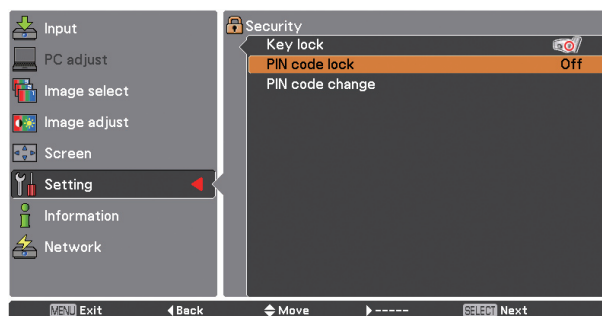 Input
PC adjust
Image select
Image adjust
Screen
Setting
Information
Network
Security
Key lock
PIN code lock Off
PIN code change
MENU Exit Back Move ----- SELECT Next